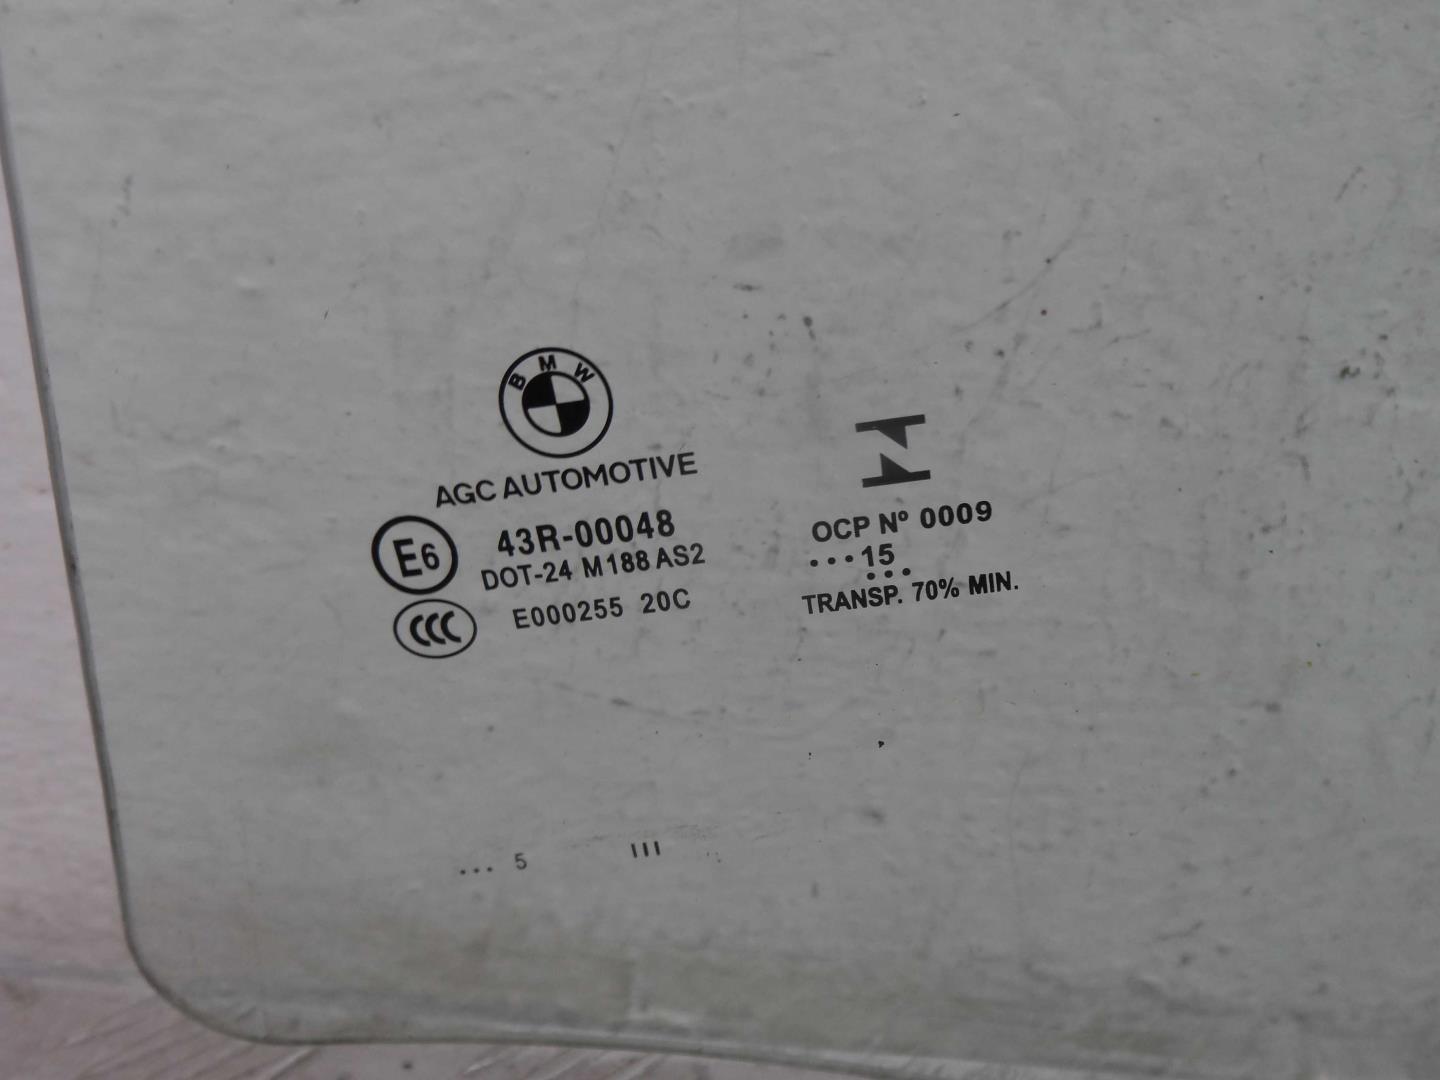 BMW
AGC AUTOMOTIVE
E6
43R-00048
DOT-24 M188 AS2
CCC
E000255 20C
OCP Nº 0009
...15
...
TRANSP. 70% MIN.
... 5 III